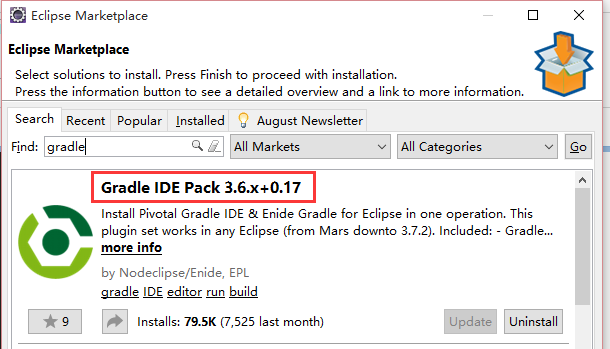 Eclipse Marketplace
Eclipse Marketplace
Select solutions to install. Press Finish to proceed with installation.
Press the information button to see a detailed overview and a link to more information.
Search Recent Popular Installed August Newsletter
Find: gradle All Markets All Categories Go
Gradle IDE Pack 3.6.x+0.17
Install Pivotal Gradle IDE & Enide Gradle for Eclipse in one operation. This
plugin set works in any Eclipse (from Mars downto 3.7.2). Included: - Gradle...
more info
by Nodeclipse/Enide, EPL
gradle IDE editor run build
9 Installs: 79.5K (7,525 last month) Update Uninstall